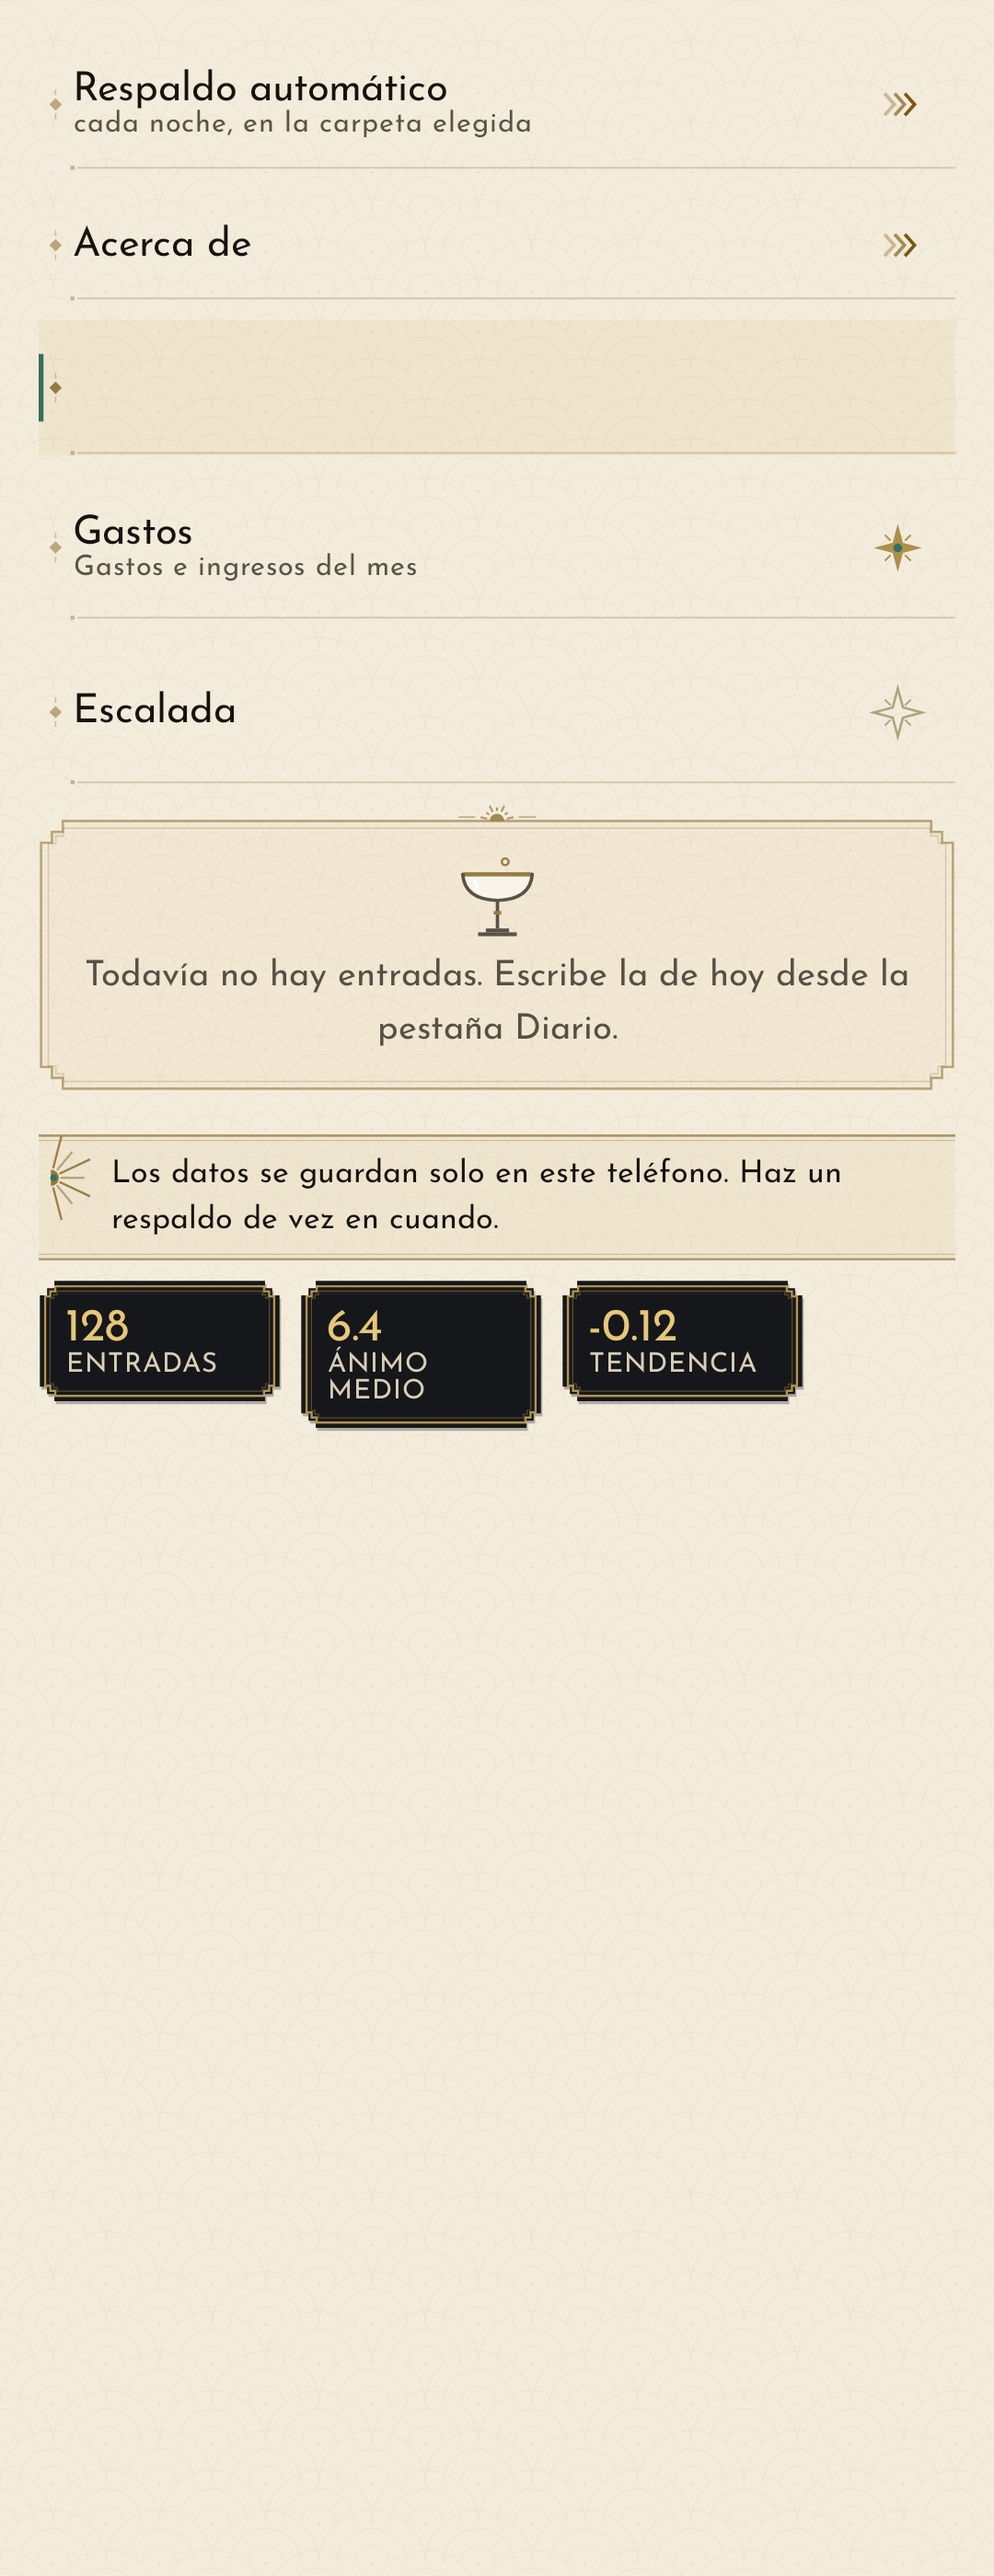 Respaldo automático
cada noche, en la carpeta elegida
Acerca de
Gastos
Gastos e ingresos del mes
Escalada
Todavía no hay entradas. Escribe la de hoy desde la
pestaña Diario.
Los datos se guardan solo en este teléfono. Haz un
respaldo de vez en cuando.
128
ENTRADAS
6.4
ÁNIMO
MEDIO
-0.12
TENDENCIA